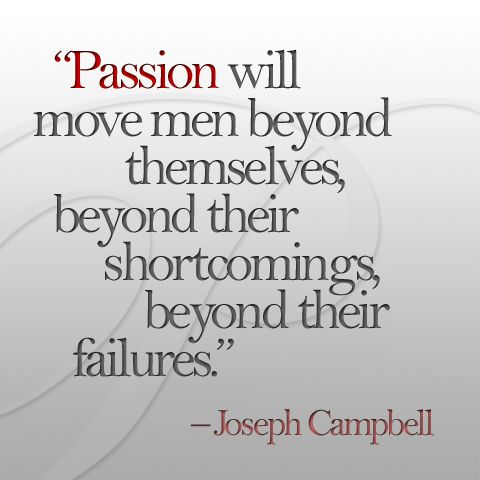 “Passion will
move men beyond
themselves,
beyond their
shortcomings,
beyond their
failures.”
–Joseph Campbell